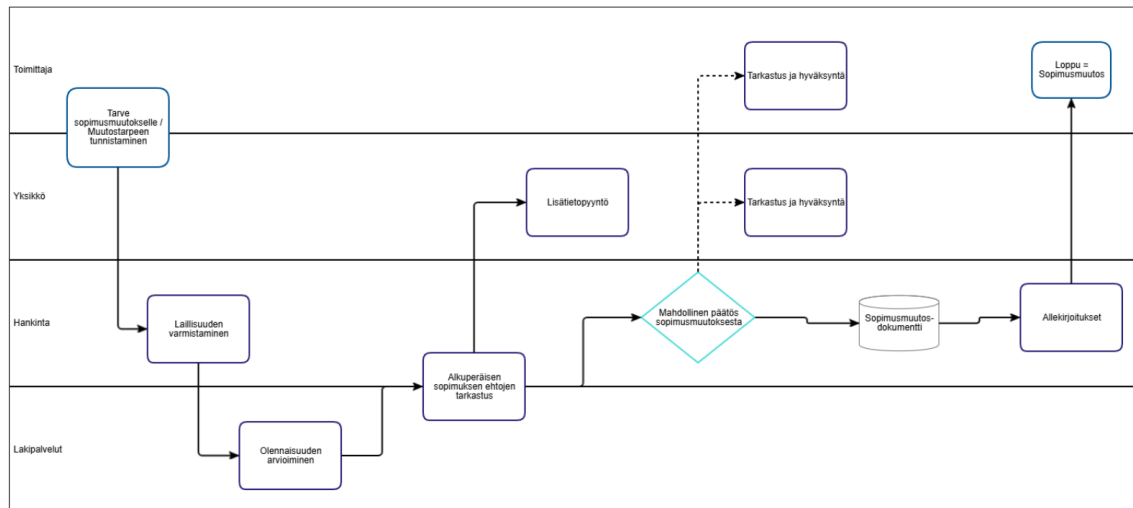 Toimittaja
Tarve
sopimusmuutokselle /
Muutostarpeen
tunnistaminen
Tarkastus ja hyväksyntä
Loppu =
Sopimusmuutos
Yksikkö
Lisätietopyyntö
Tarkastus ja hyväksyntä
Hankinta
Laillisuuden
varmistaminen
Mahdollinen päätös
sopimusmuutoksesta
Sopimusmuutos-
dokumentti
Allekirjoitukset
Alkuperäisen
sopimuksen ehtojen
tarkastus
Lakipalvelut
Olennaisuuden
arvioiminen